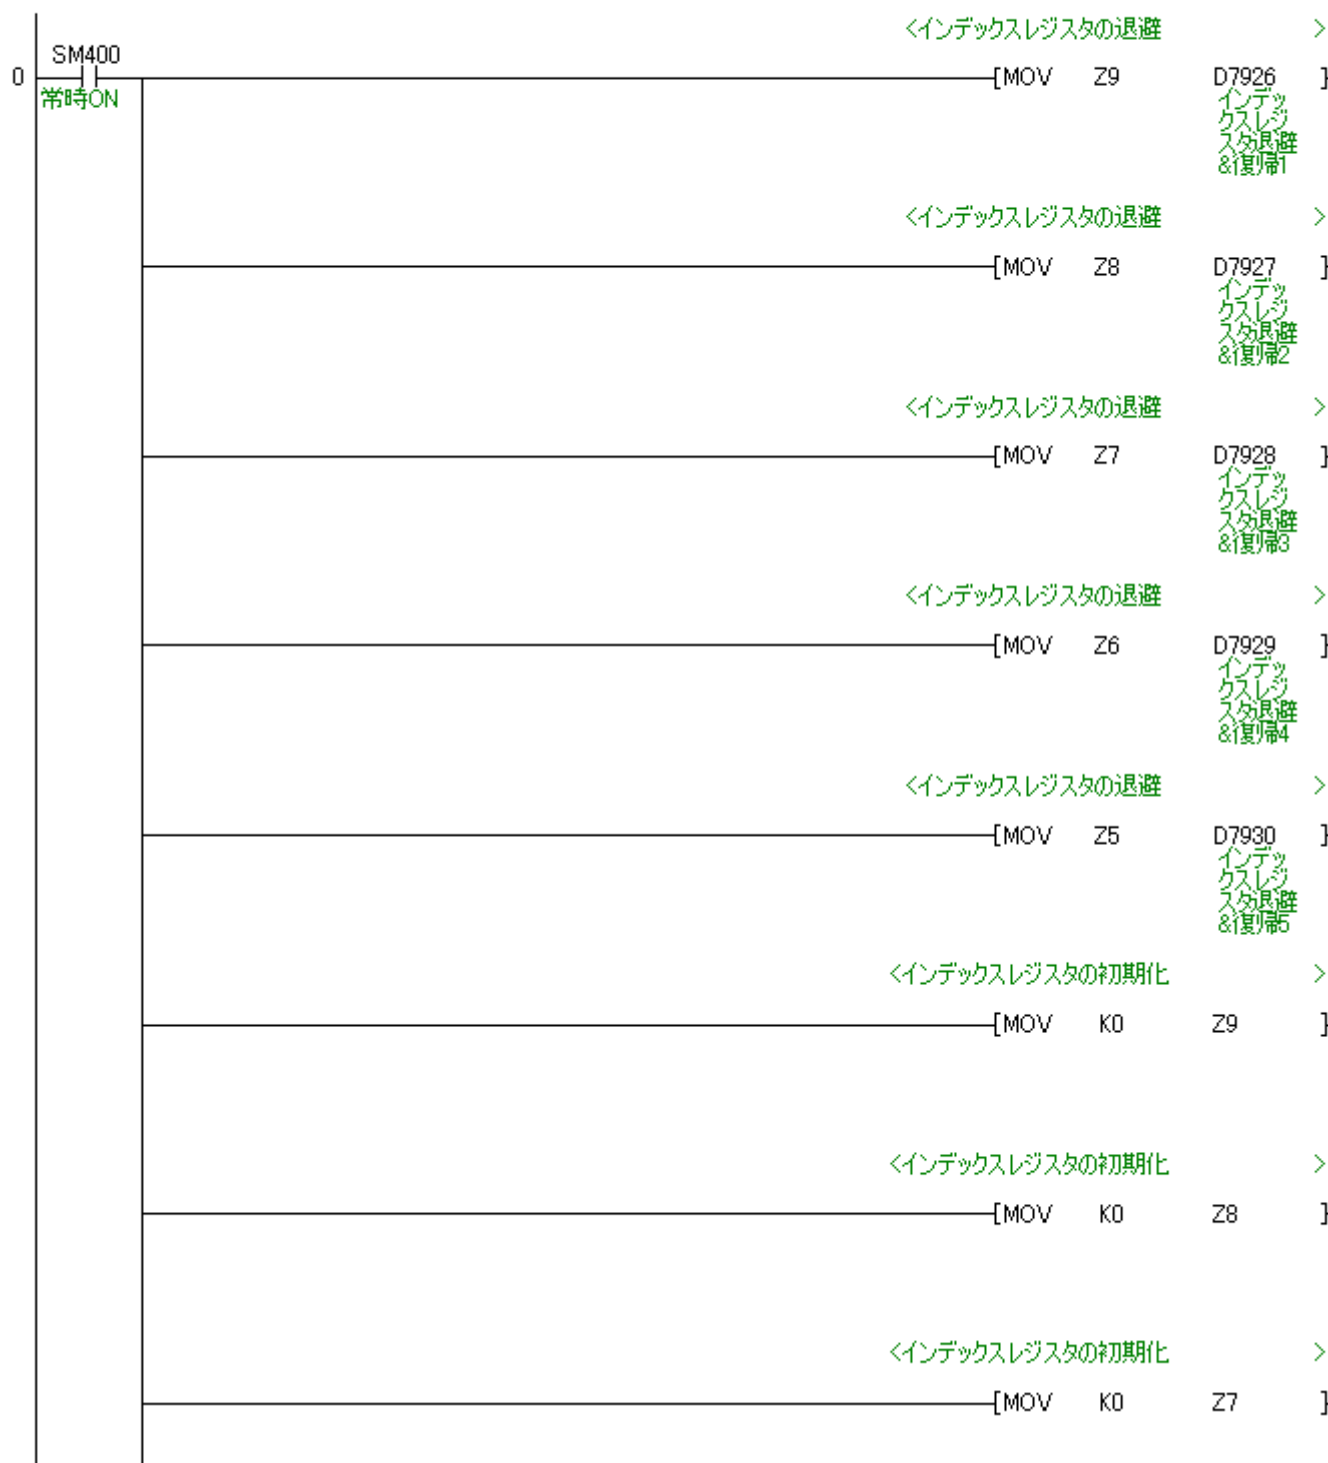 <インデックスレジスタの退避 >
SM400
0 [MOV Z9 D7926 ]
常時ON
インデッ
クスレジ
スタ退避
&復帰1
<インデックスレジスタの退避 >
[MOV Z8 D7927 ]
インデッ
クスレジ
スタ退避
&復帰2
<インデックスレジスタの退避 >
[MOV Z7 D7928 ]
インデッ
クスレジ
スタ退避
&復帰3
<インデックスレジスタの退避 >
[MOV Z6 D7929 ]
インデッ
クスレジ
スタ退避
&復帰4
<インデックスレジスタの退避 >
[MOV Z5 D7930 ]
インデッ
クスレジ
スタ退避
&復帰5
<インデックスレジスタの初期化 >
[MOV K0 Z9 ]
<インデックスレジスタの初期化 >
[MOV K0 Z8 ]
<インデックスレジスタの初期化 >
[MOV K0 Z7 ]